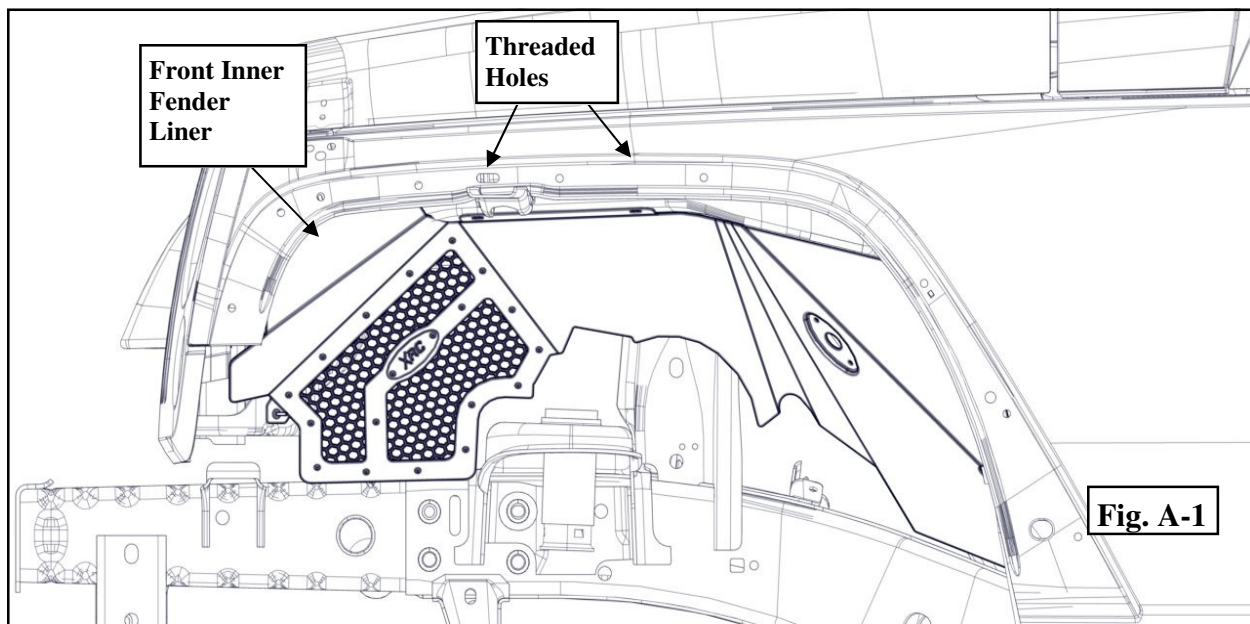 Front Inner
Fender
Liner
Threaded
Holes
XRC
Fig. A-1